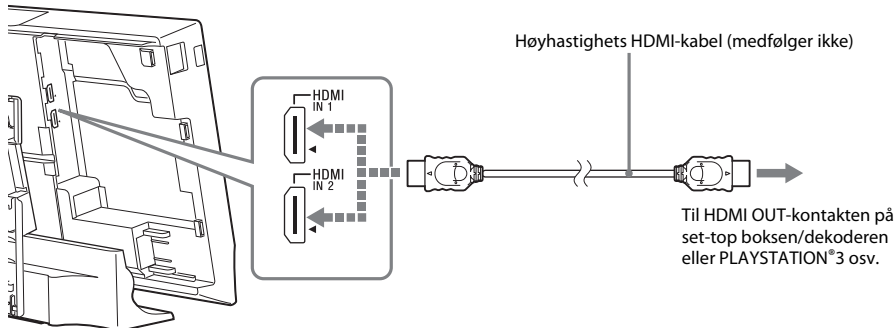 Høyhastighets HDMI-kabel (medfølger ikke)
HDMI
IN 1
HDMI
IN 2
Til HDMI OUT-kontakten på
set-top boksen/dekoderen
eller PLAYSTATION®3 osv.